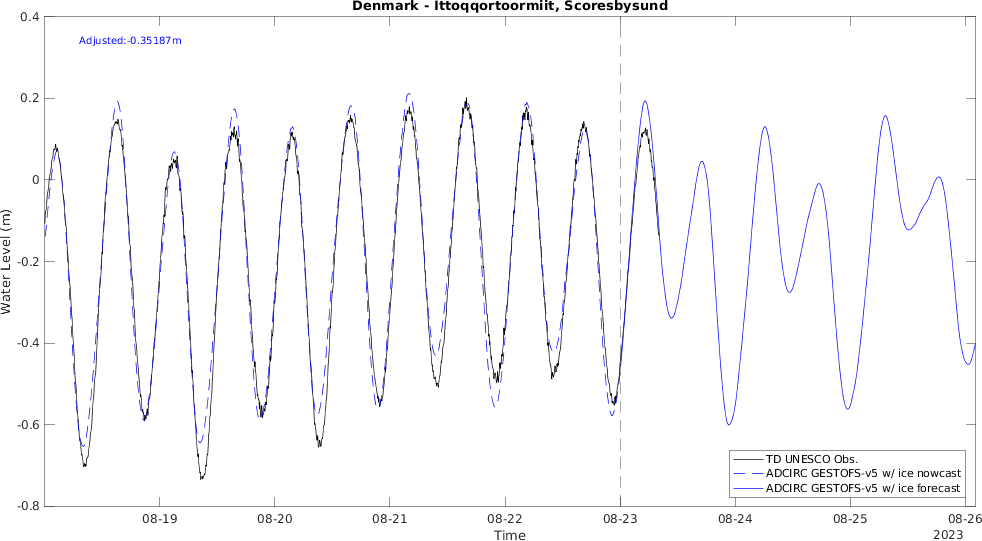 Denmark - Ittoqqortoormiit, Scoresbysund
Adjusted:-0.35187m
0.4
0.2
0
-0.2
-0.4
-0.6
-0.8
Water Level (m)
TD UNESCO Obs.
ADCIRC GESTOFS-v5 w/ ice nowcast
ADCIRC GESTOFS-v5 w/ ice forecast
08-19 08-20 08-21 08-22 08-23 08-24 08-25 08-26
Time
2023